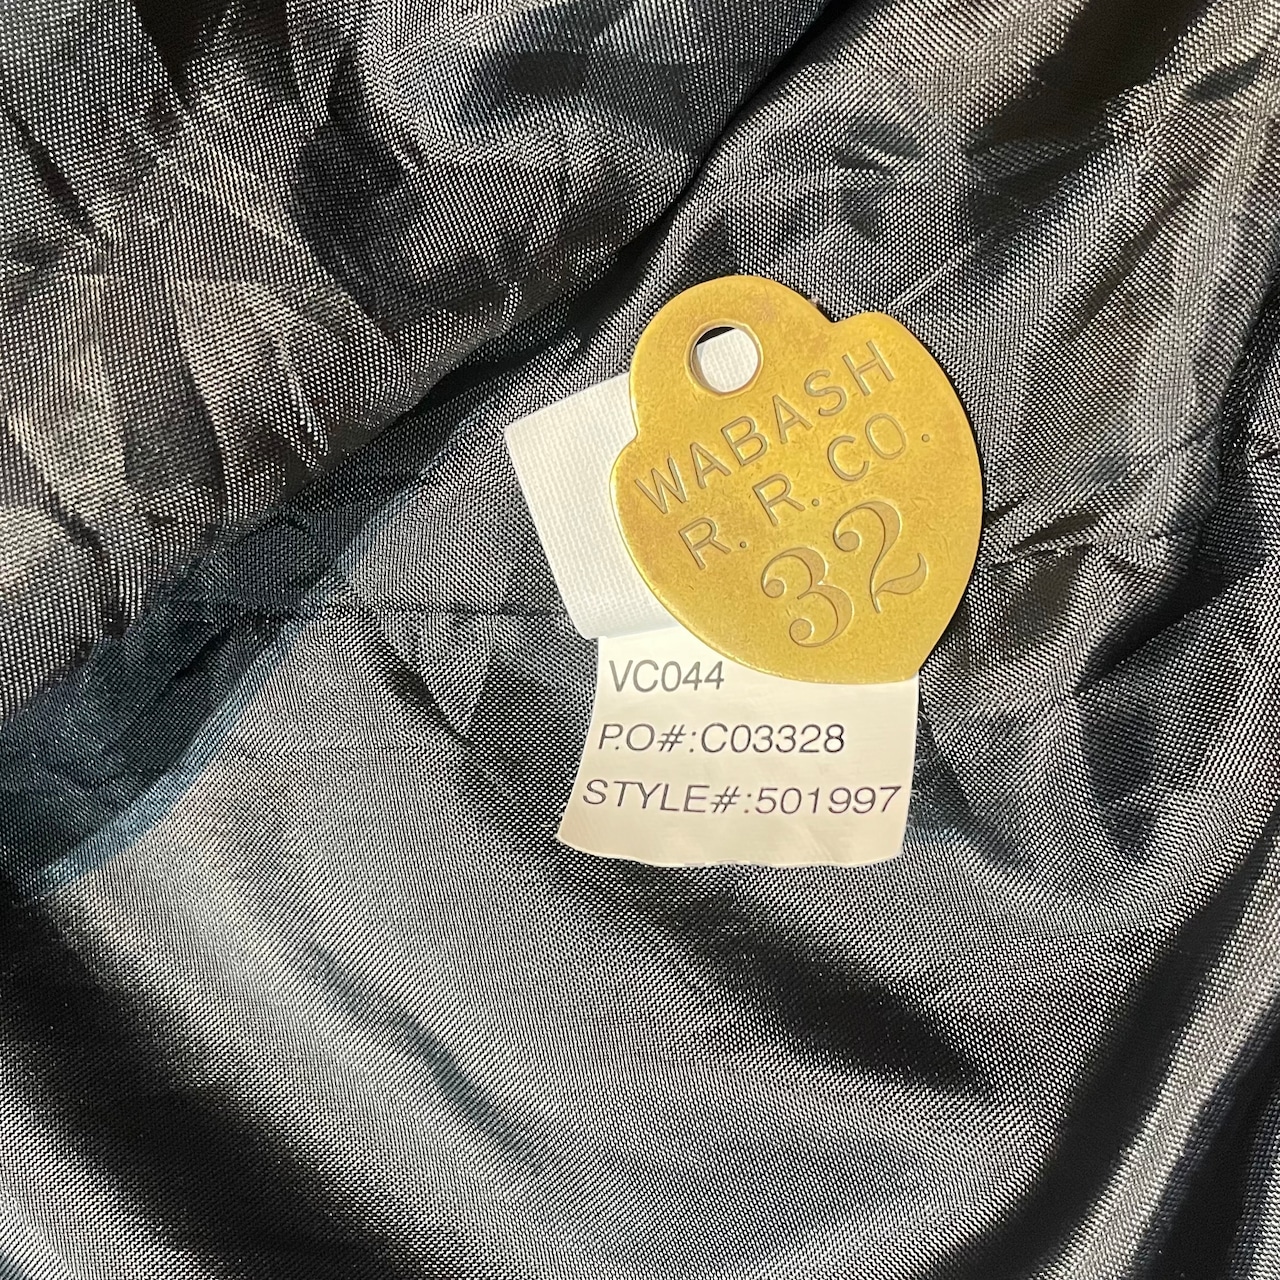 WABASH
R. R. CO.
32
VC044
P.O#:C03328
STYLE#:501997